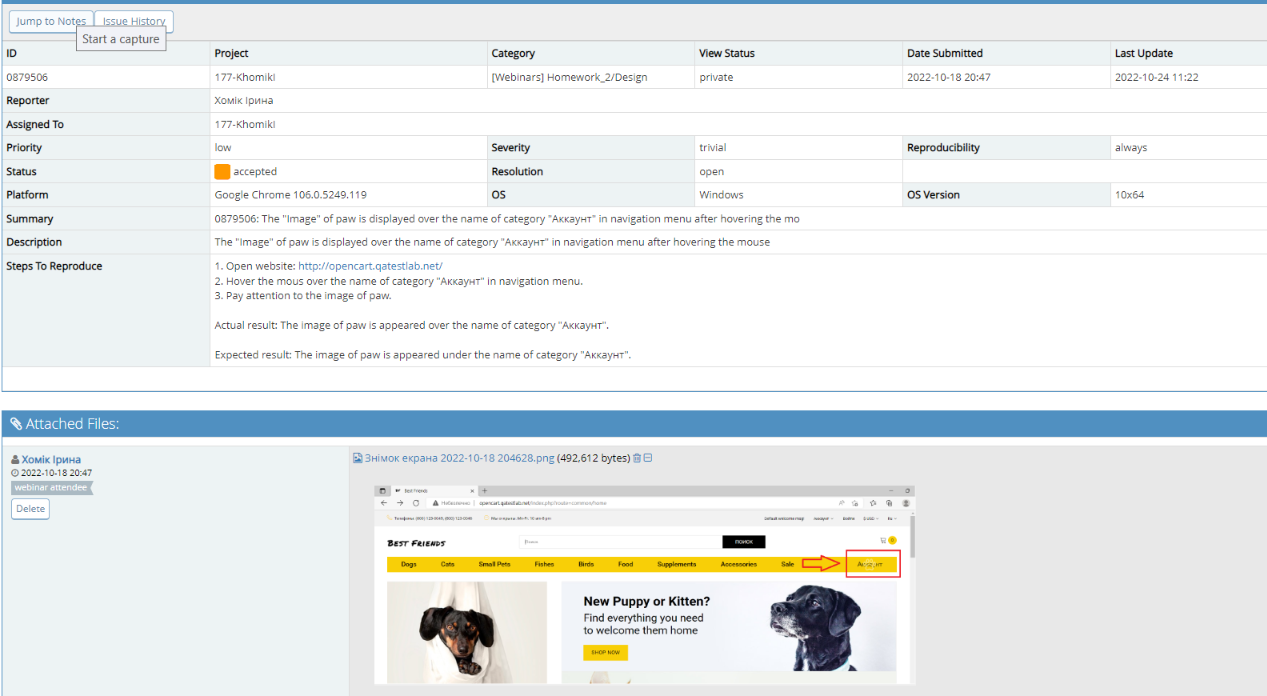 Jump to Notes Issue History
Start a capture
ID Project Category View Status Date Submitted Last Update
0879506 177-KhomikI [Webinars] Homework_2/Design private 2022-10-18 20:47 2022-10-24 11:22
Reporter Хомік Ірина
Assigned To 177-KhomikI
Priority low Severity trivial Reproducibility always
Status accepted Resolution open
Platform Google Chrome 106.0.5249.119 OS Windows OS Version 10x64
Summary 0879506: The "Image" of paw is displayed over the name of category "Аккаунт" in navigation menu after hovering the mo
Description The "Image" of paw is displayed over the name of category "Аккаунт" in navigation menu after hovering the mouse
Steps To Reproduce 1. Open website: http://opencart.qatestlab.net/
2. Hover the mous over the name of category "Аккаунт" in navigation menu.
3. Pay attention to the image of paw.
Actual result: The image of paw is appeared over the name of category "Аккаунт".
Expected result: The image of paw is appeared under the name of category "Аккаунт".
Attached Files:
Хомік Ірина
2022-10-18 20:47
webinar attendee
Delete
Знімок екрана 2022-10-18 204628.png (492,612 bytes)
Best Friends
opencart.qatestlab.net/index.php?route=common/home
BEST FRIENDS ПОИСК 0
Dogs Cats Small Pets Fishes Birds Food Supplements Accessories Sale Аккаунт
New Puppy or Kitten?
Find everything you need
to welcome them home
SHOP NOW